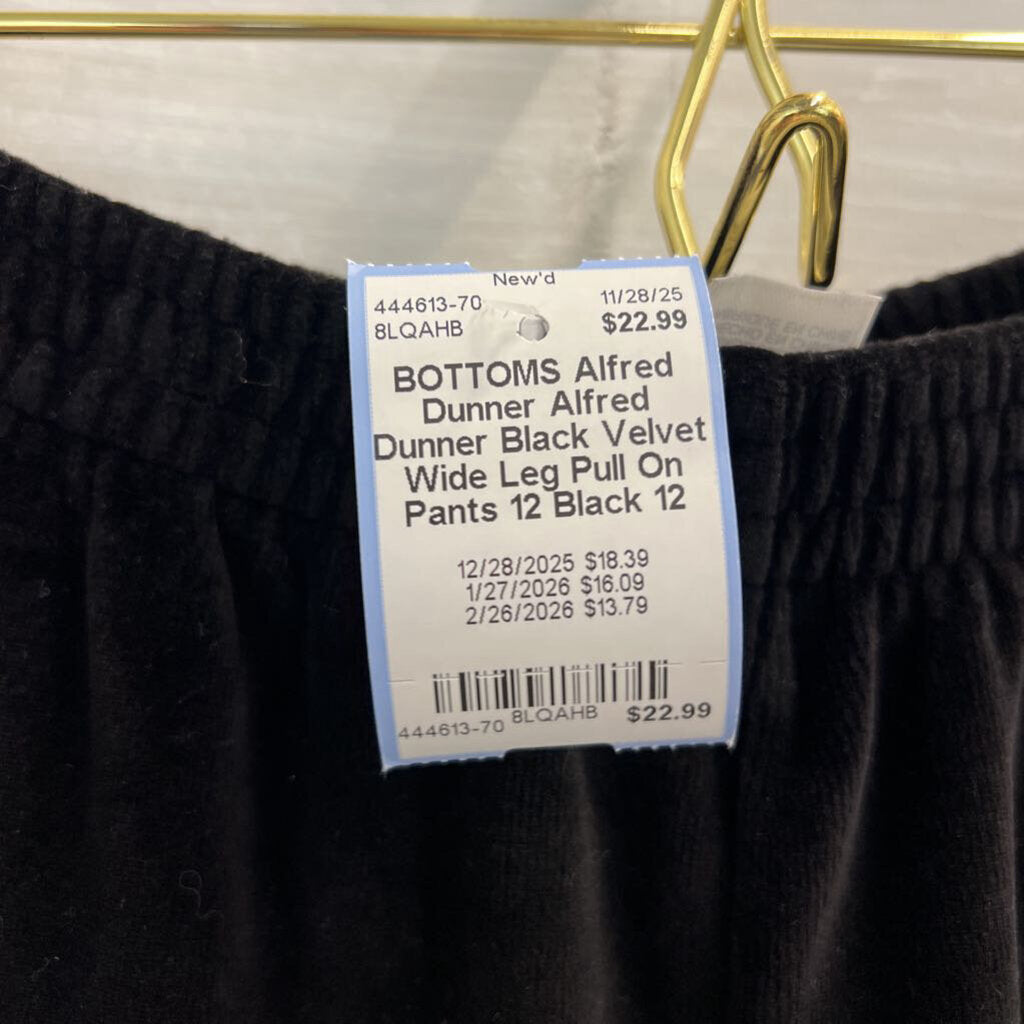 New'd
444613-70 11/28/25
8LQAHB $22.99
BOTTOMS Alfred
Dunner Alfred
Dunner Black Velvet
Wide Leg Pull On
Pants 12 Black 12
12/28/2025 $18.39
1/27/2026 $16.09
2/26/2026 $13.79
444613-70 8LQAHB $22.99